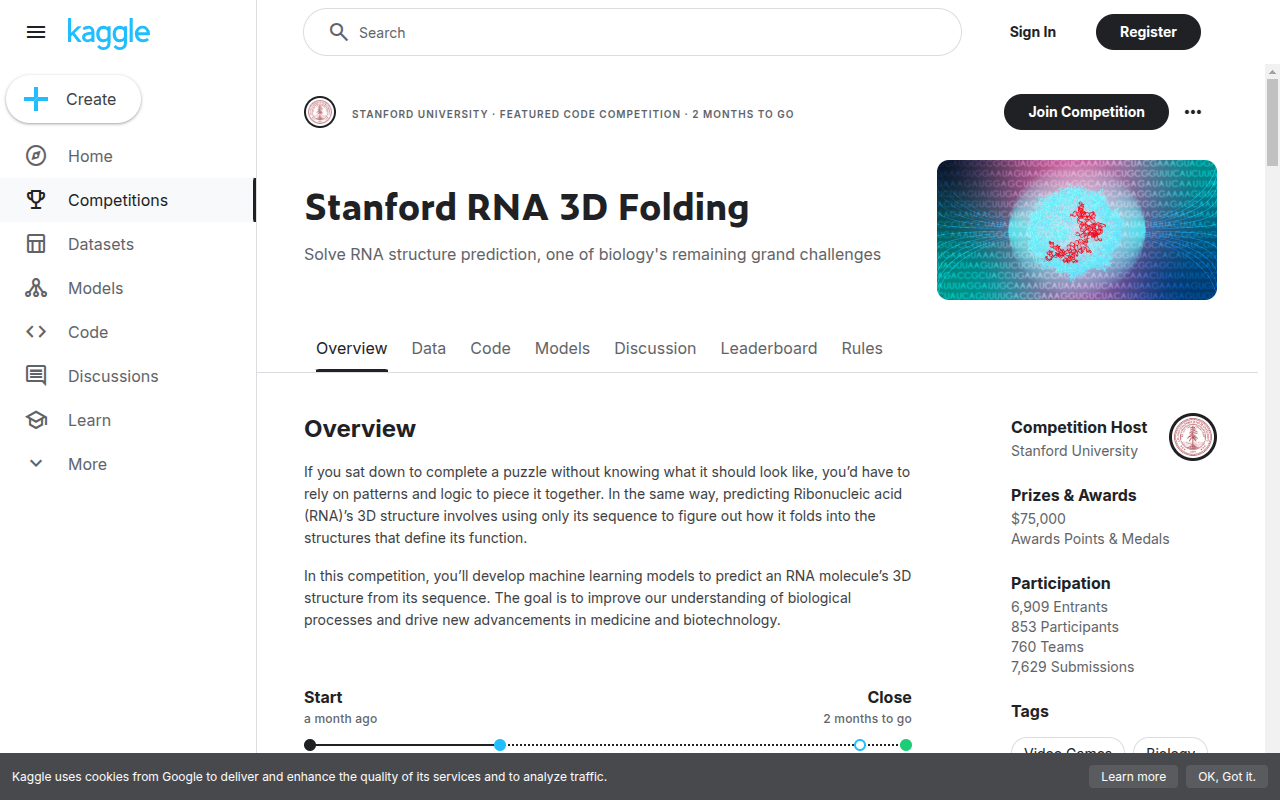 kaggle
Search
Sign In
Register
Create
Home
Competitions
Datasets
Models
Code
Discussions
Learn
More
STANFORD UNIVERSITY · FEATURED CODE COMPETITION · 2 MONTHS TO GO
Join Competition
Stanford RNA 3D Folding
Solve RNA structure prediction, one of biology's remaining grand challenges
Overview Data Code Models Discussion Leaderboard Rules
Overview
If you sat down to complete a puzzle without knowing what it should look like, you’d have to
rely on patterns and logic to piece it together. In the same way, predicting Ribonucleic acid
(RNA)’s 3D structure involves using only its sequence to figure out how it folds into the
structures that define its function.
In this competition, you’ll develop machine learning models to predict an RNA molecule’s 3D
structure from its sequence. The goal is to improve our understanding of biological
processes and drive new advancements in medicine and biotechnology.
Start
a month ago
Close
2 months to go
Competition Host
Stanford University
Prizes & Awards
$75,000
Awards Points & Medals
Participation
6,909 Entrants
853 Participants
760 Teams
7,629 Submissions
Tags
Video Games Biology
Kaggle uses cookies from Google to deliver and enhance the quality of its services and to analyze traffic.
Learn more
OK, Got it.